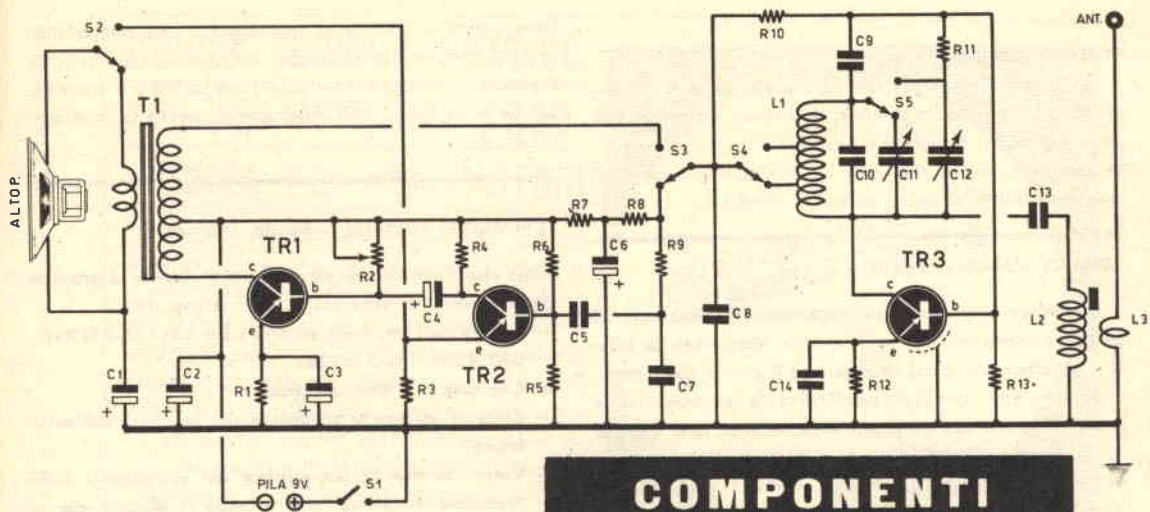 S2
T1
ALTOP.
TR1
c
b
e
R2
C4
+
R4
TR2
c
b
e
R6
R7
R8
C6
+
C5
R5
R3
C1
+
C2
+
R1
C3
+
PILA 9V.
S1
S3
S4
R9
C7
C8
R10
C9
L1
S5
R11
C10
C11
C12
TR3
c
b
e
C14
R12
R13*
C13
L2
L3
ANT.
COMPONENTI